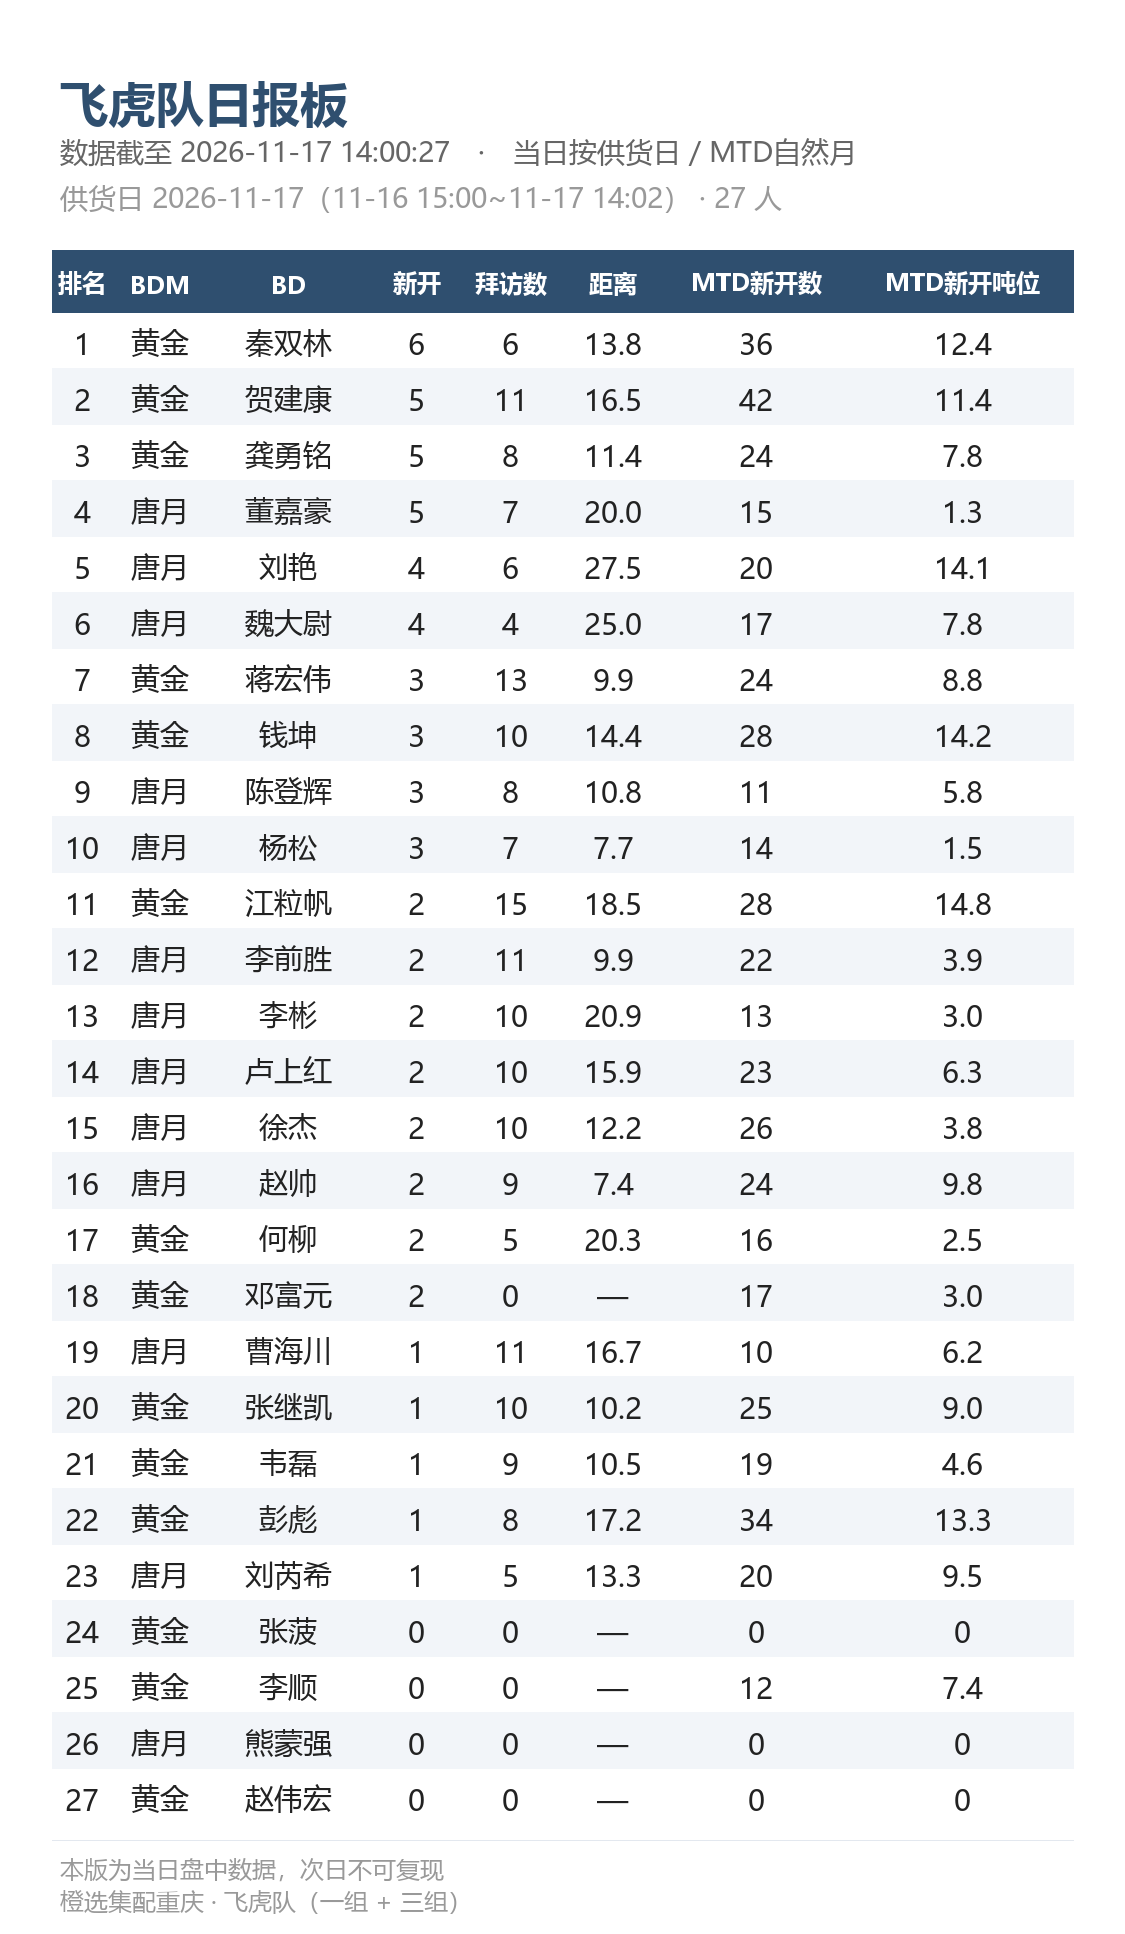 飞虎队日报板
数据截至 2026-11-17 14:00:27 · 当日按供货日 / MTD自然月
供货日 2026-11-17（11-16 15:00~11-17 14:02） · 27 人
排名 BDM BD 新开 拜访数 距离 MTD新开数 MTD新开吨位
1 黄金 秦双林 6 6 13.8 36 12.4
2 黄金 贺建康 5 11 16.5 42 11.4
3 黄金 龚勇铭 5 8 11.4 24 7.8
4 唐月 董嘉豪 5 7 20.0 15 1.3
5 唐月 刘艳 4 6 27.5 20 14.1
6 唐月 魏大尉 4 4 25.0 17 7.8
7 黄金 蒋宏伟 3 13 9.9 24 8.8
8 黄金 钱坤 3 10 14.4 28 14.2
9 唐月 陈登辉 3 8 10.8 11 5.8
10 唐月 杨松 3 7 7.7 14 1.5
11 黄金 江粒帆 2 15 18.5 28 14.8
12 唐月 李前胜 2 11 9.9 22 3.9
13 唐月 李彬 2 10 20.9 13 3.0
14 唐月 卢上红 2 10 15.9 23 6.3
15 唐月 徐杰 2 10 12.2 26 3.8
16 唐月 赵帅 2 9 7.4 24 9.8
17 黄金 何柳 2 5 20.3 16 2.5
18 黄金 邓富元 2 0 — 17 3.0
19 唐月 曹海川 1 11 16.7 10 6.2
20 黄金 张继凯 1 10 10.2 25 9.0
21 黄金 韦磊 1 9 10.5 19 4.6
22 黄金 彭彪 1 8 17.2 34 13.3
23 唐月 刘芮希 1 5 13.3 20 9.5
24 黄金 张菠 0 0 — 0 0
25 黄金 李顺 0 0 — 12 7.4
26 唐月 熊蒙强 0 0 — 0 0
27 黄金 赵伟宏 0 0 — 0 0
本版为当日盘中数据，次日不可复现
橙选集配重庆 · 飞虎队（一组 + 三组）